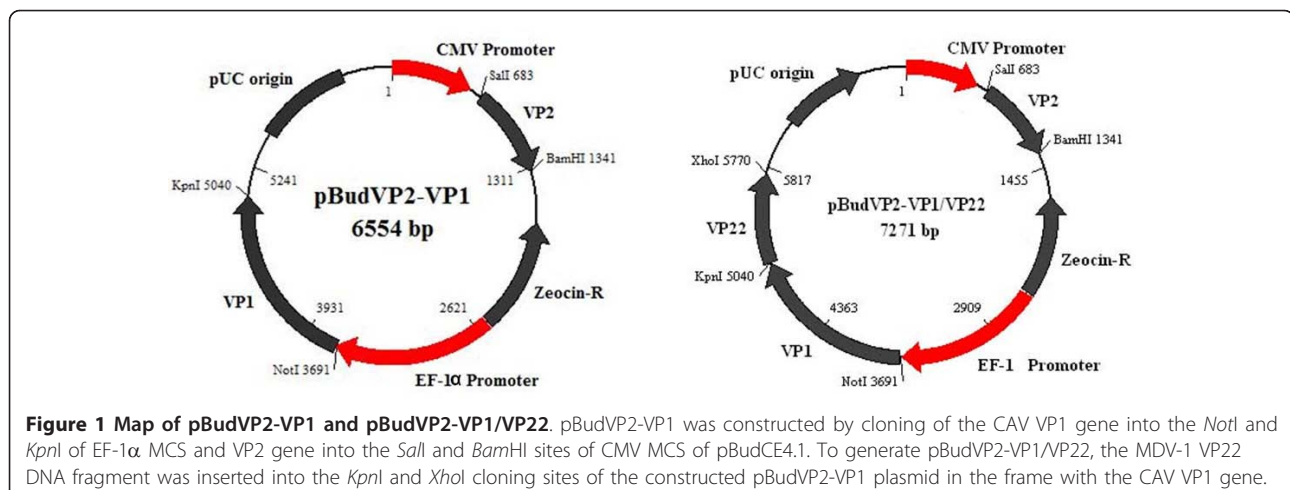 CMV Promoter
pUC origin
SalI 683
1
VP2
BamHI 1341
KpnI 5040
5241
1311
pBudVP2-VP1
6554 bp
VP1
3931
2621
Zeocin-R
NotI 3691
EF-1α Promoter
CMV Promoter
pUC origin
SalI 683
1
VP2
BamHI 1341
XhoI 5770
5817
1455
pBudVP2-VP1/VP22
7271 bp
VP22
KpnI 5040
Zeocin-R
4363
2909
VP1
NotI 3691
EF-1 Promoter
Figure 1 Map of pBudVP2-VP1 and pBudVP2-VP1/VP22. pBudVP2-VP1 was constructed by cloning of the CAV VP1 gene into the NotI and
KpnI of EF-1α MCS and VP2 gene into the SalI and BamHI sites of CMV MCS of pBudCE4.1. To generate pBudVP2-VP1/VP22, the MDV-1 VP22
DNA fragment was inserted into the KpnI and XhoI cloning sites of the constructed pBudVP2-VP1 plasmid in the frame with the CAV VP1 gene.